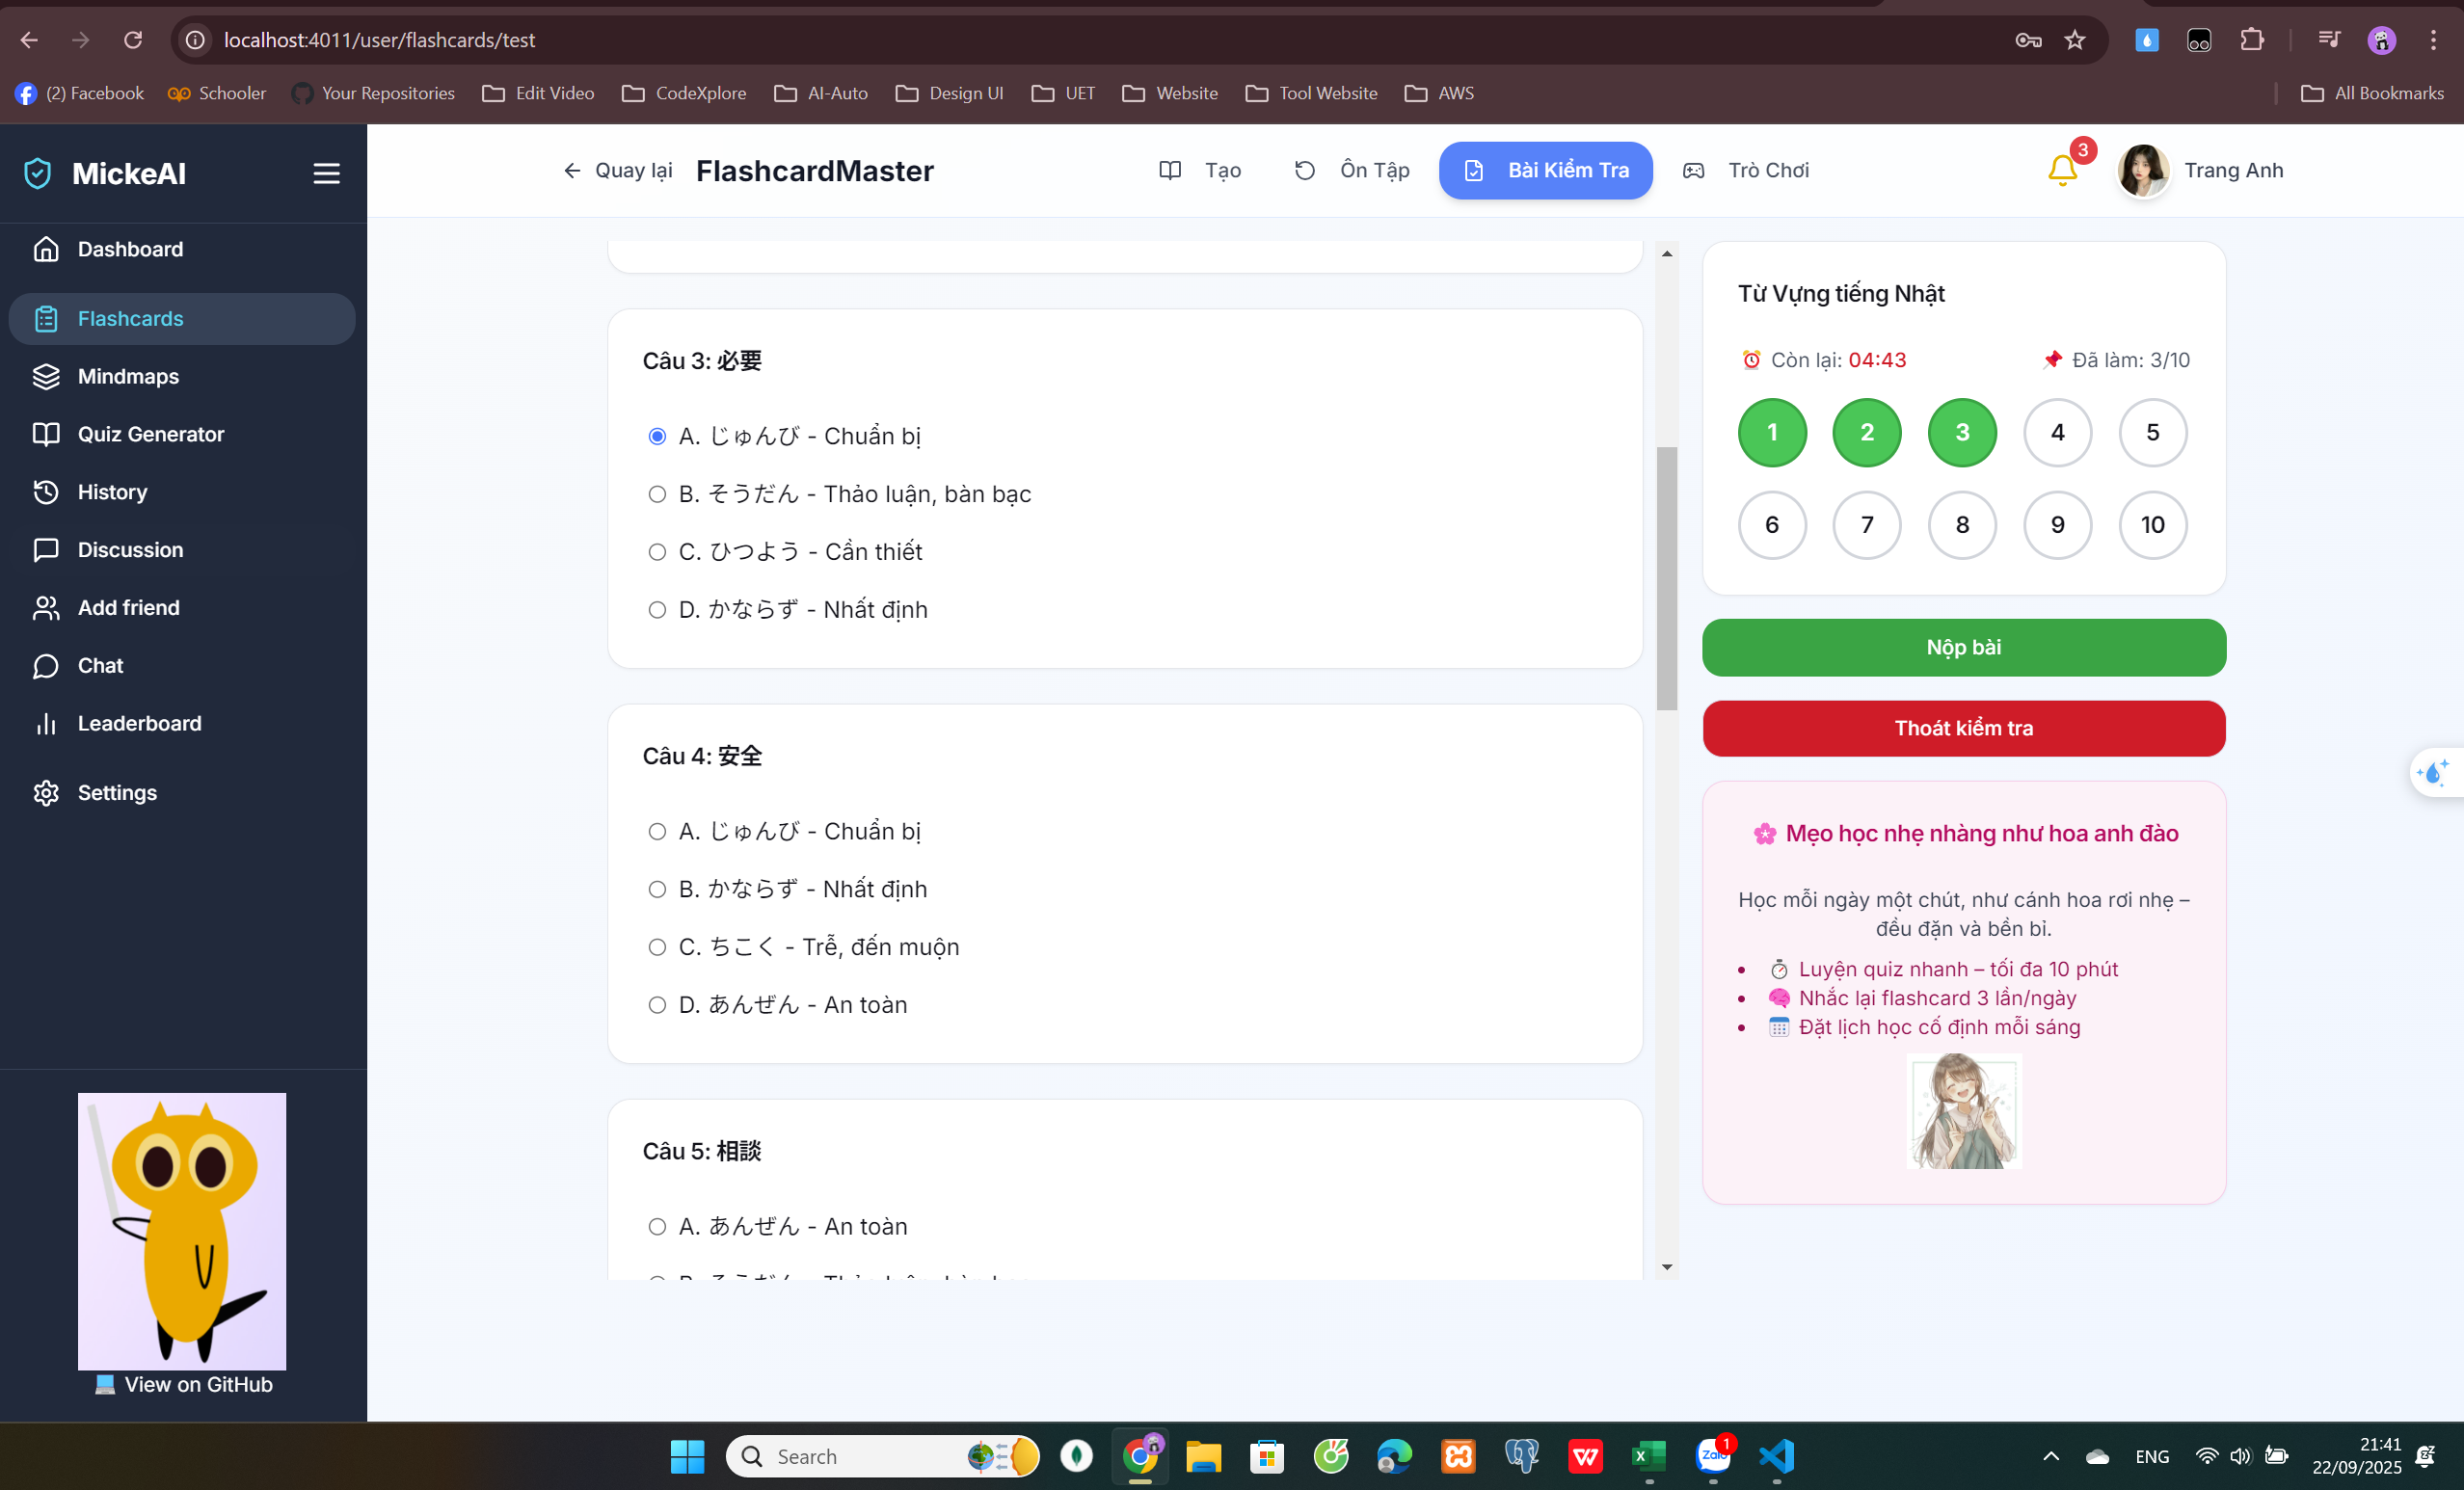 localhost:4011/user/flashcards/test
(2) Facebook
Schooler
Your Repositories
Edit Video
CodeXplore
AI-Auto
Design UI
UET
Website
Tool Website
AWS
All Bookmarks
MickeAI
Dashboard
Flashcards
Mindmaps
Quiz Generator
History
Discussion
Add friend
Chat
Leaderboard
Settings
View on GitHub
Quay lại
FlashcardMaster
Tạo
Ôn Tập
Bài Kiểm Tra
Trò Chơi
3
Trang Anh
Câu 3: 必要
A. じゅんび - Chuẩn bị
B. そうだん - Thảo luận, bàn bạc
C. ひつよう - Cần thiết
D. かならず - Nhất định
Câu 4: 安全
A. じゅんび - Chuẩn bị
B. かならず - Nhất định
C. ちこく - Trễ, đến muộn
D. あんぜん - An toàn
Câu 5: 相談
A. あんぜん - An toàn
Từ Vựng tiếng Nhật
Còn lại: 04:43
Đã làm: 3/10
1 2 3 4 5
6 7 8 9 10
Nộp bài
Thoát kiểm tra
Mẹo học nhẹ nhàng như hoa anh đào
Học mỗi ngày một chút, như cánh hoa rơi nhẹ –
đều đặn và bền bỉ.
Luyện quiz nhanh – tối đa 10 phút
Nhắc lại flashcard 3 lần/ngày
Đặt lịch học cố định mỗi sáng
Search
Zalo
1
ENG
21:41
22/09/2025